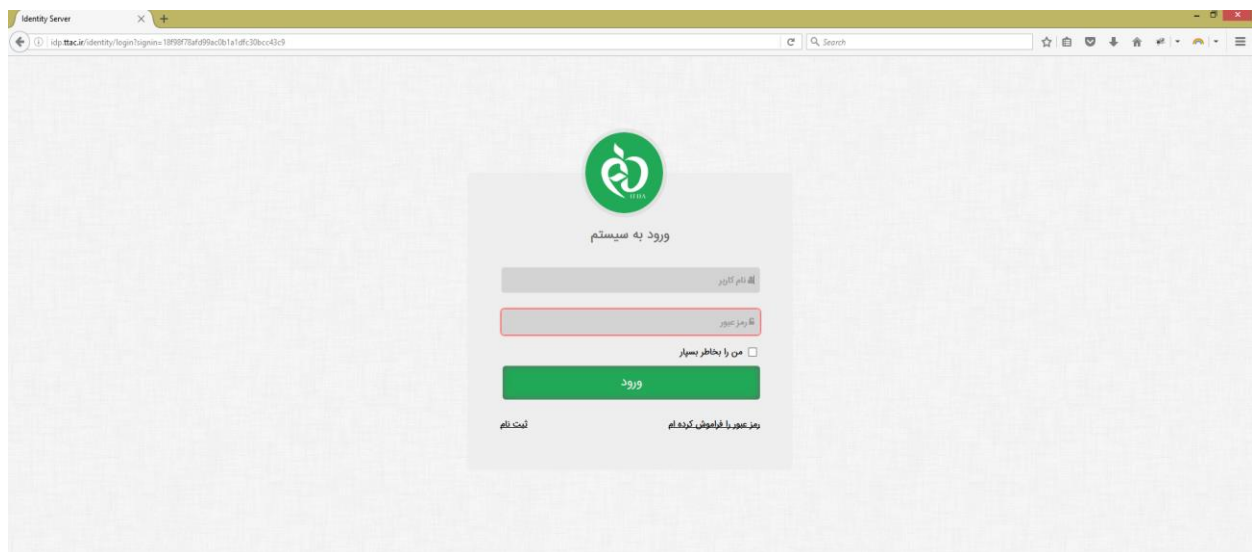 Identity Server
idp.ttac.ir/identity/login?signin=18f98f78afd99ac0b1a1dfc30bcc43c9
Search
IFDA
ورود به سیستم
نام کاربر
رمز عبور
من را بخاطر بسپار
ورود
رمز عبور را فراموش کرده ام
ثبت نام